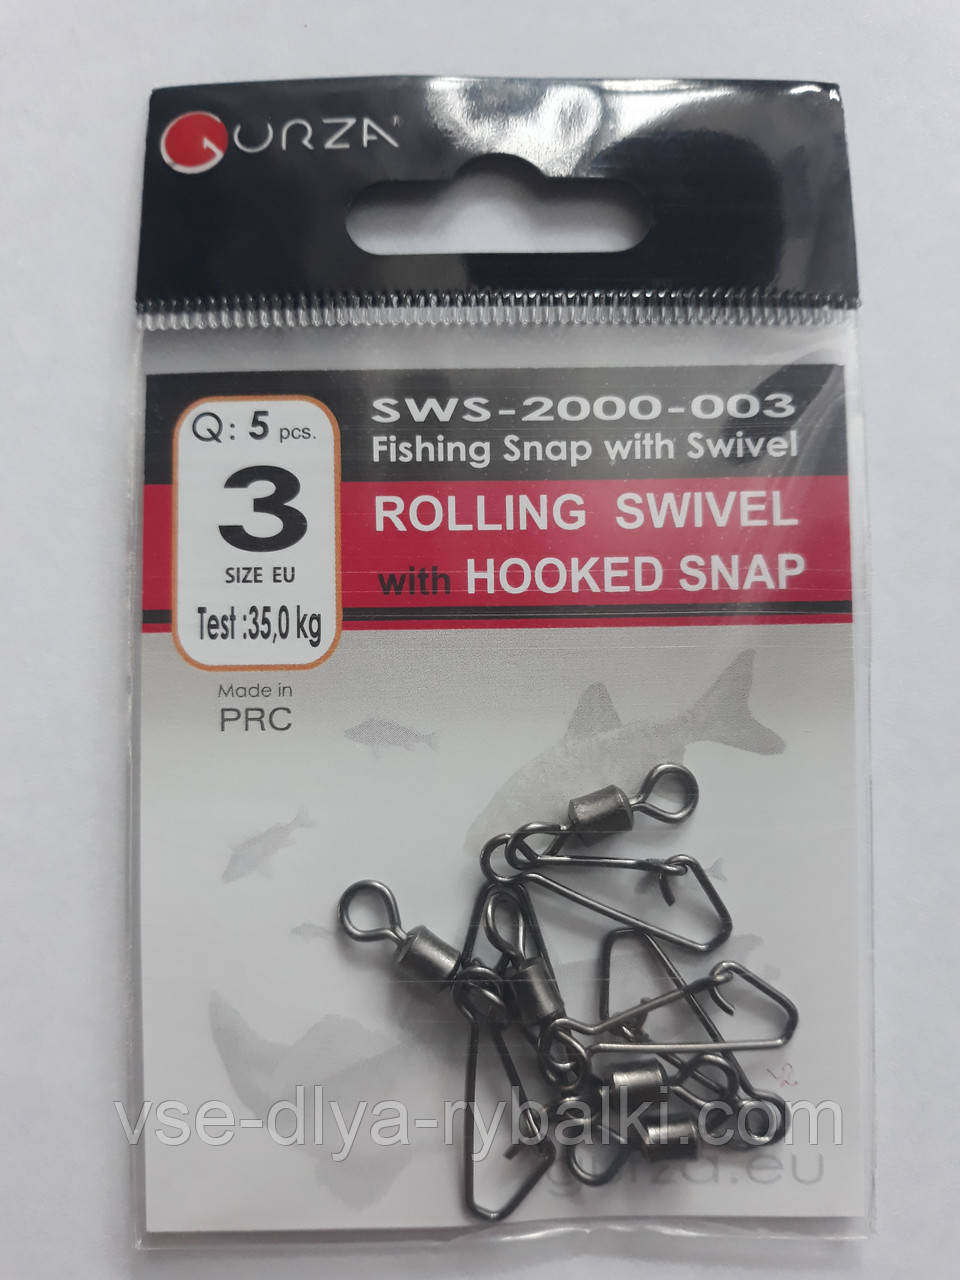 GURZA
Q: 5 pcs.
3
SIZE EU
Test :35,0 kg
SWS-2000-003
Fishing Snap with Swivel
ROLLING SWIVEL
with HOOKED SNAP
Made in
PRC
vse-dlya-rybalki.com
gurza.eu